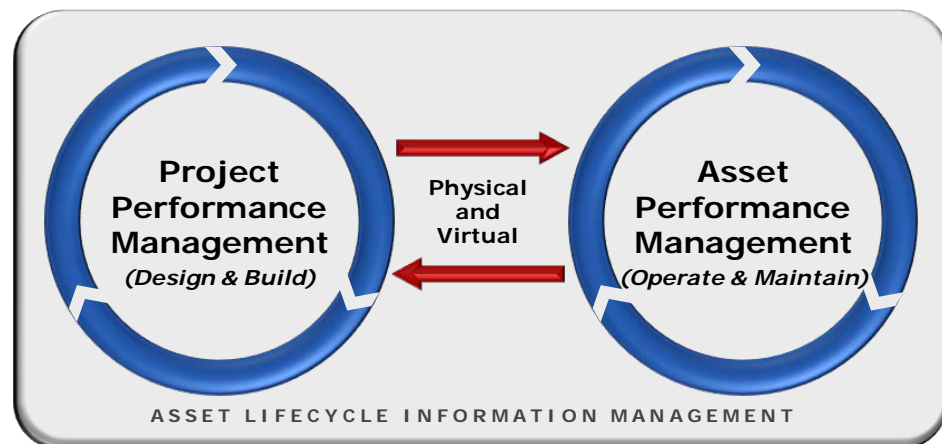 Project
Performance
Management
(Design & Build)
Physical
and
Virtual
Asset
Performance
Management
(Operate & Maintain)
ASSET LIFECYCLE INFORMATION MANAGEMENT